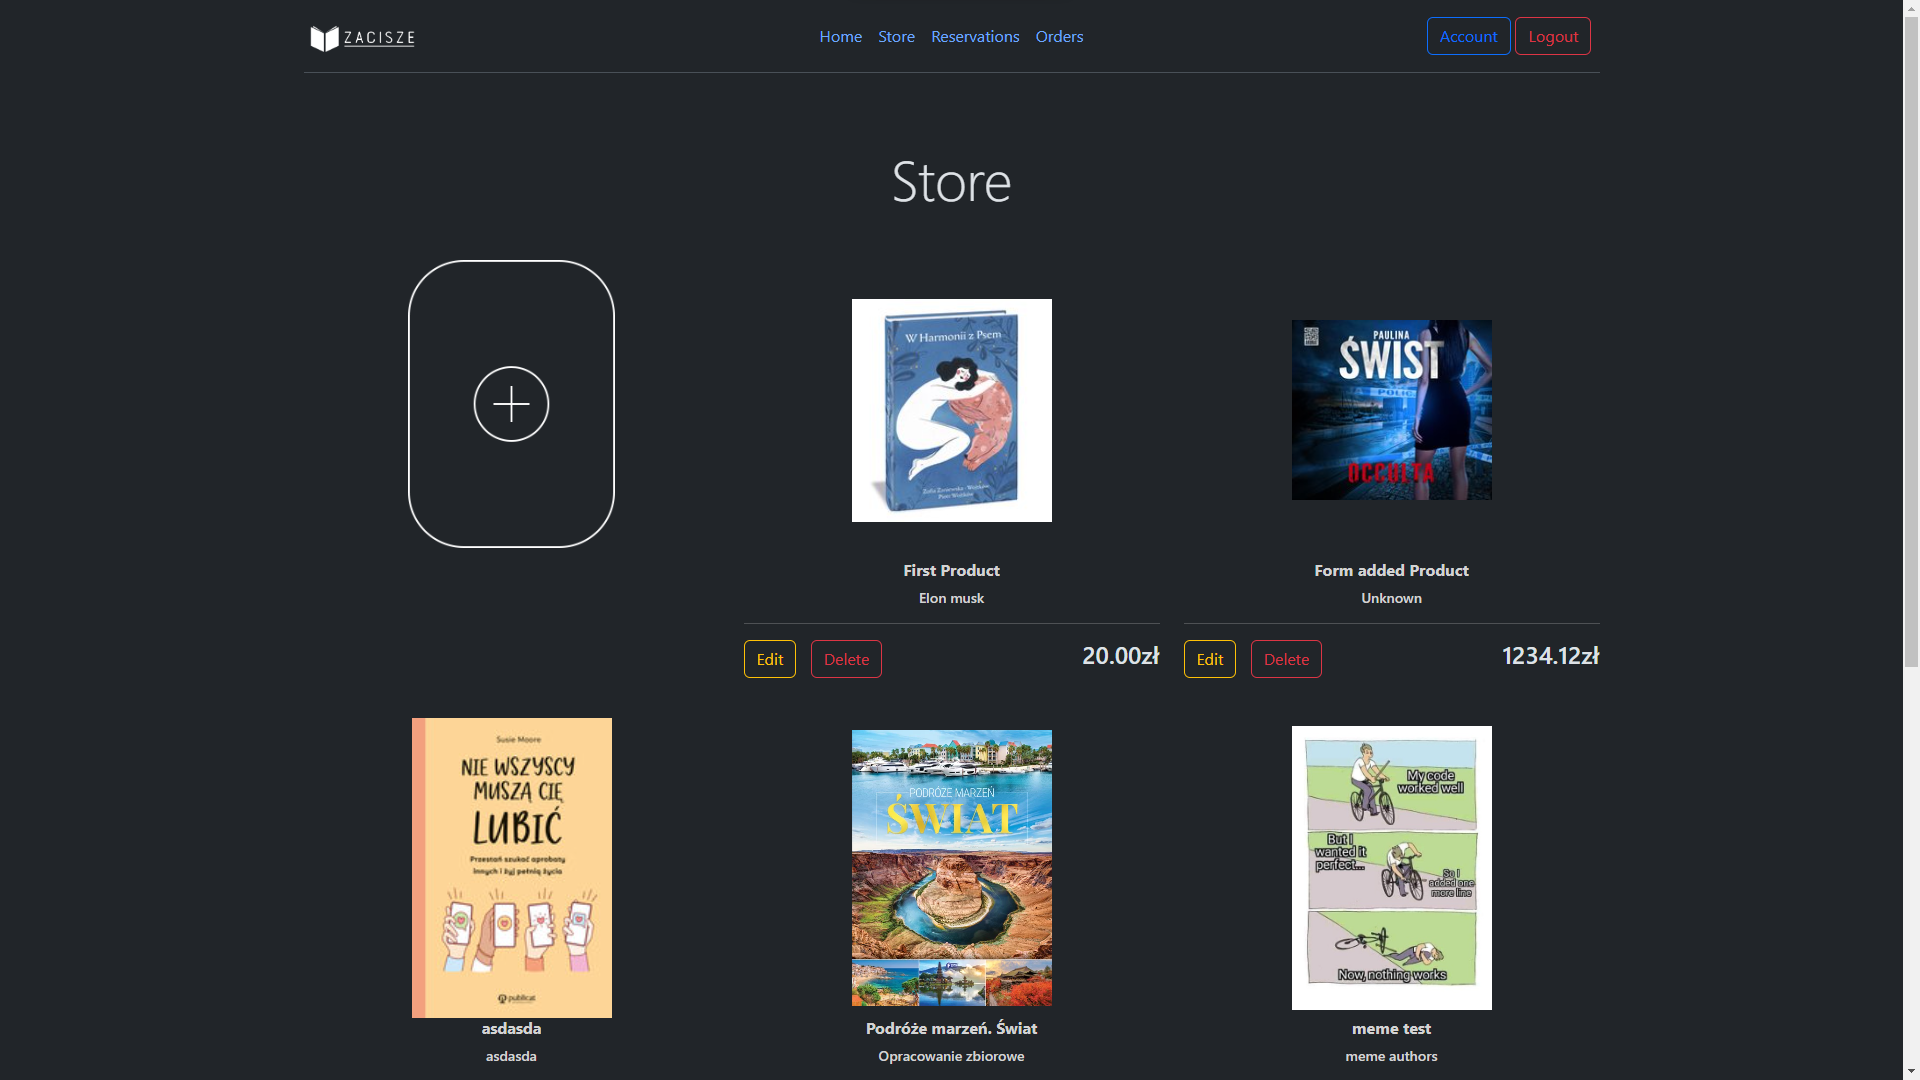 ZACISZE
Home
Store
Reservations
Orders
Account
Logout
Store
W Harmonii z Psem
PAULINA
ŚWIST
POLIC
OCCULTA
First Product
Elon musk
Form added Product
Unknown
Edit
Delete
20.00zł
Edit
Delete
1234.12zł
Susie Moore
NIE WSZYSCY
MUSZĄ CIĘ
LUBIĆ
Przestań szukać aprobaty
innych i żyj pełnią życia
publicat
asdasda
asdasda
PODRÓŻE MARZEŃ
ŚWIAT
Podróże marzeń. Świat
Opracowanie zbiorowe
My code
worked well
But I
wanted it
perfect...
So I
added one
more line
Now, nothing works
meme test
meme authors